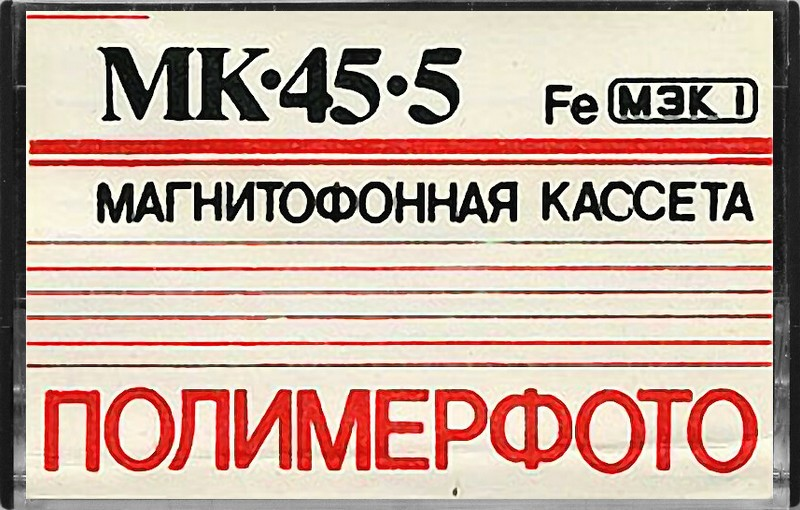 МК·45·5
Fe МЭК I
МАГНИТОФОННАЯ КАССЕТА
ПОЛИМЕРФОТО